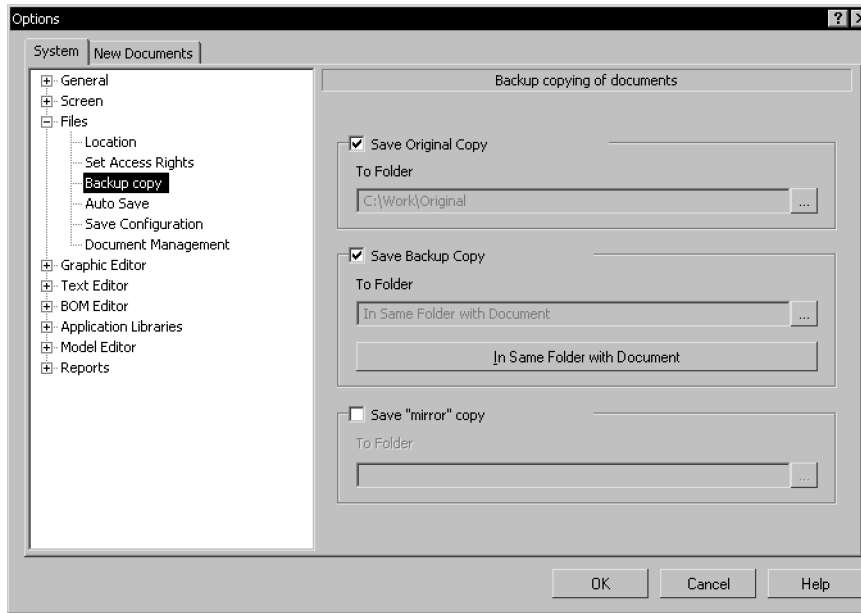 Options
System
New Documents
General
Screen
Files
Location
Set Access Rights
Backup copy
Auto Save
Save Configuration
Document Management
Graphic Editor
Text Editor
BOM Editor
Application Libraries
Model Editor
Reports
Backup copying of documents
Save Original Copy
To Folder
C:\Work\Original
...
Save Backup Copy
To Folder
In Same Folder with Document
...
In Same Folder with Document
Save "mirror" copy
To Folder
...
OK
Cancel
Help